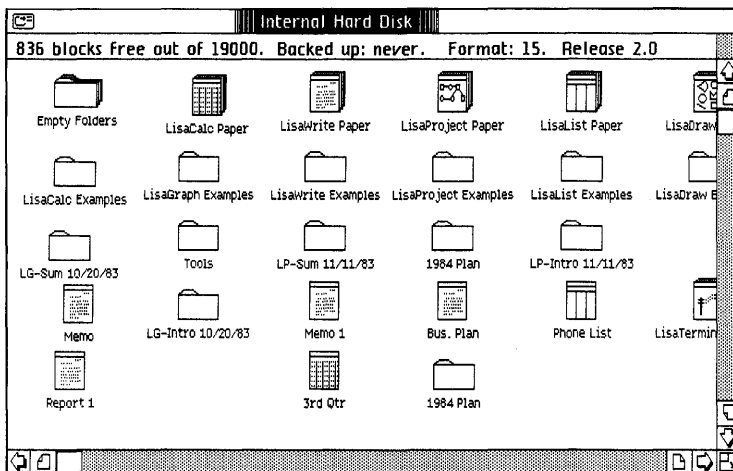 Internal Hard Disk
836 blocks free out of 19000. Backed up: never. Format: 15. Release 2.0
Empty Folders LisaCalc Paper LisaWrite Paper LisaProject Paper LisaList Paper LisaDraw
LisaCalc Examples LisaGraph Examples LisaWrite Examples LisaProject Examples LisaList Examples LisaDraw E
LG-Sum 10/20/83 Tools LP-Sum 11/11/83 1984 Plan LP-Intro 11/11/83
Memo LG-Intro 10/20/83 Memo 1 Bus. Plan Phone List LisaTermin
Report 1 3rd Qtr 1984 Plan